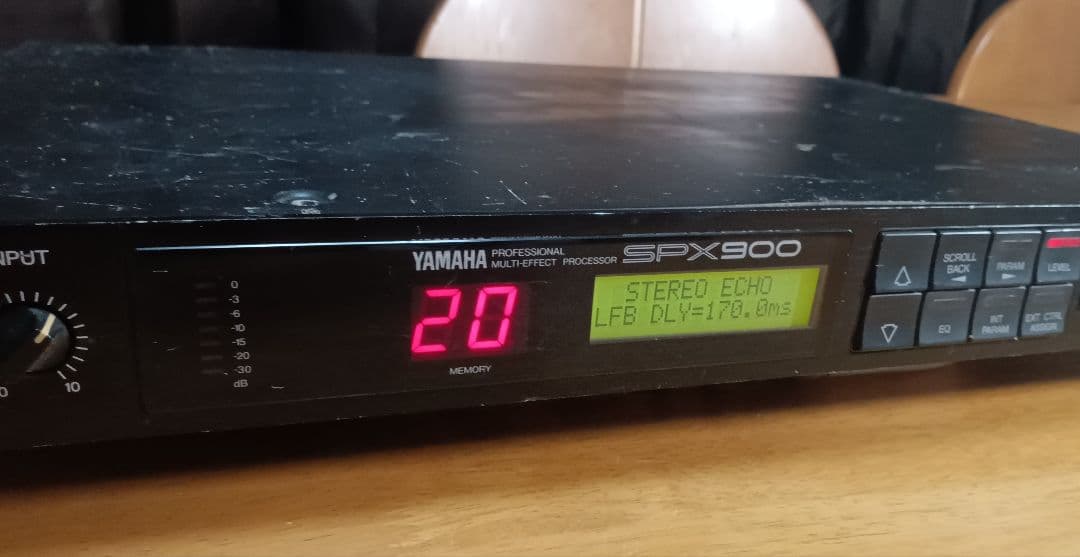 INPUT
0
10
0
-3
-6
-10
-15
-20
-30
dB
YAMAHA
PROFESSIONAL
MULTI-EFFECT PROCESSOR
SPX900
20
MEMORY
STEREO ECHO
LFB DLY=170.0ms
SCROLL
BACK
PARAM
LEVEL
EQ
INT
PARAM
EXT. CTRL
ASSIGN